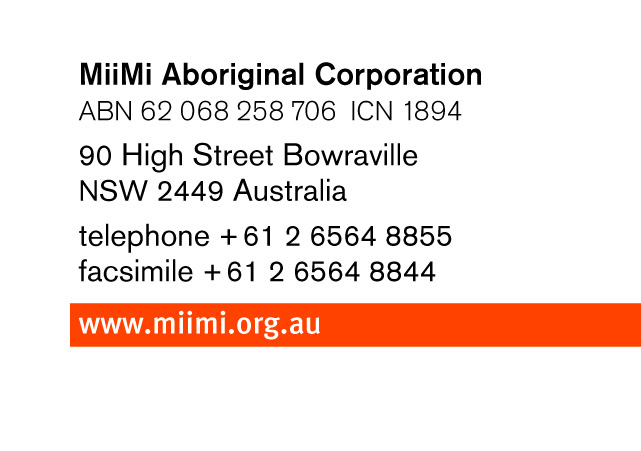 MiiMi Aboriginal Corporation
ABN 62 068 258 706 ICN 1894
90 High Street Bowraville
NSW 2449 Australia
telephone +61 2 6564 8855
facsimile +61 2 6564 8844
www.miimi.org.au